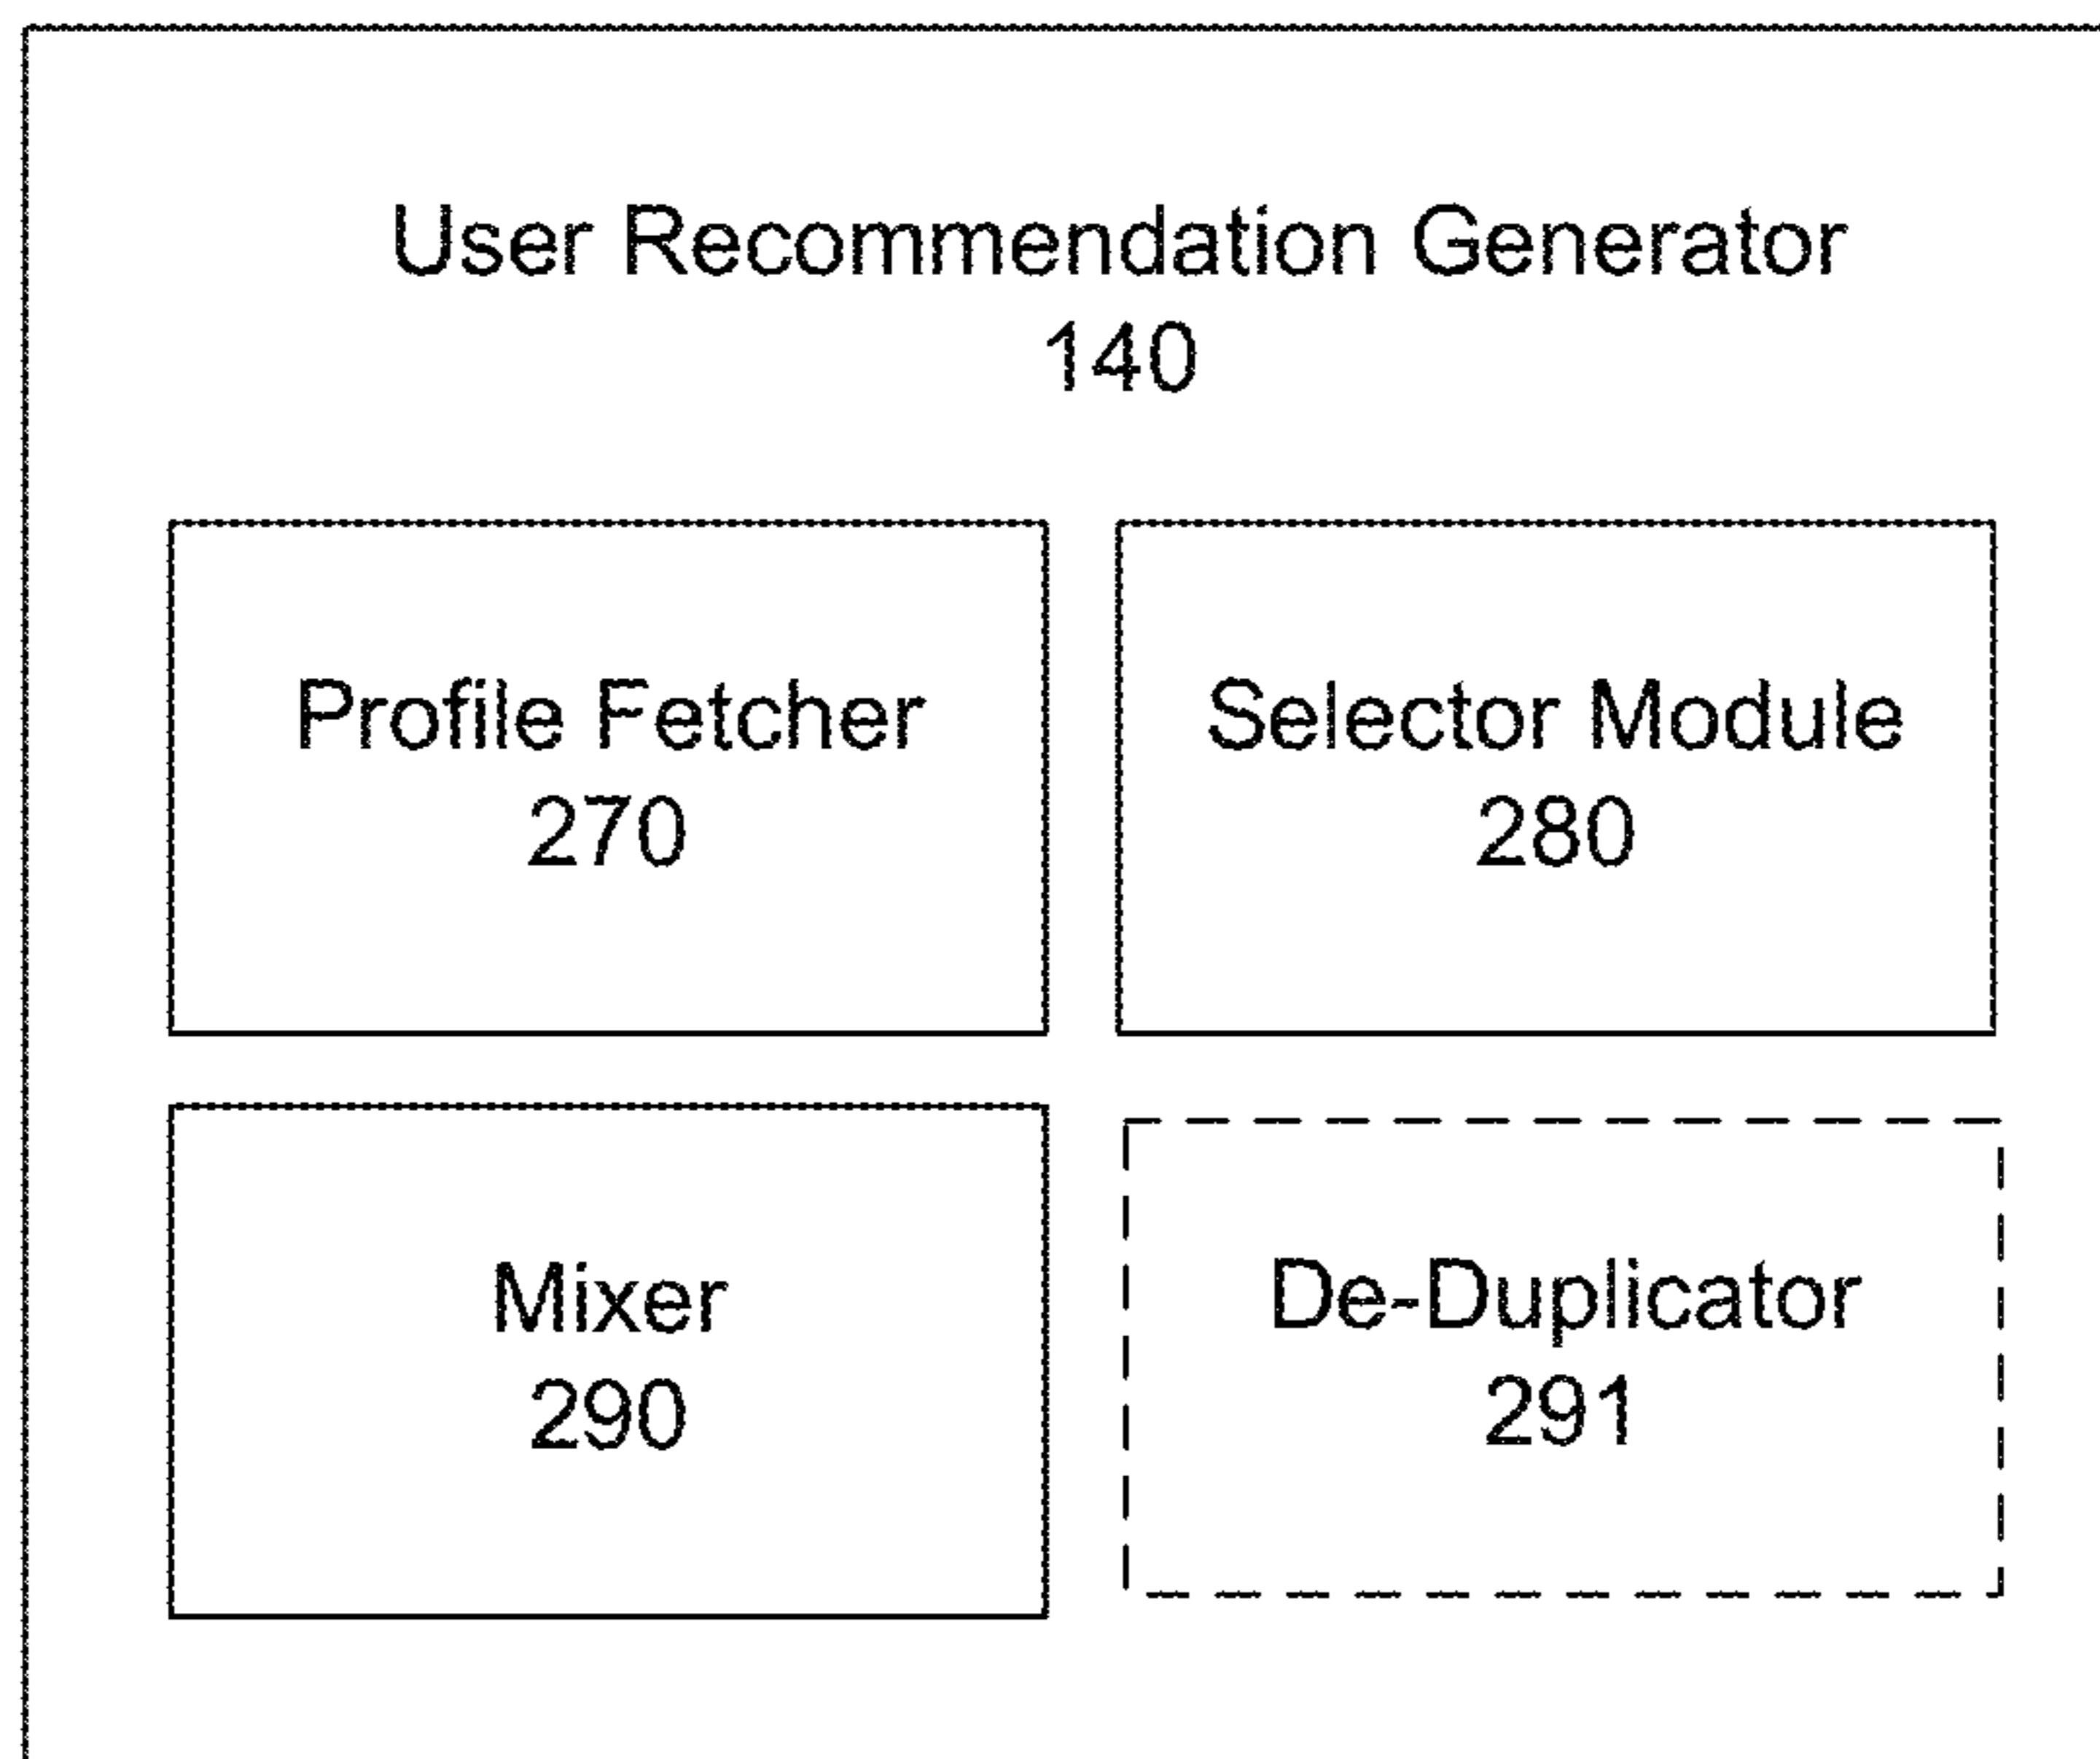 User Recommendation Generator
140
Profile Fetcher
270
Selector Module
280
Mixer
290
De-Duplicator
291